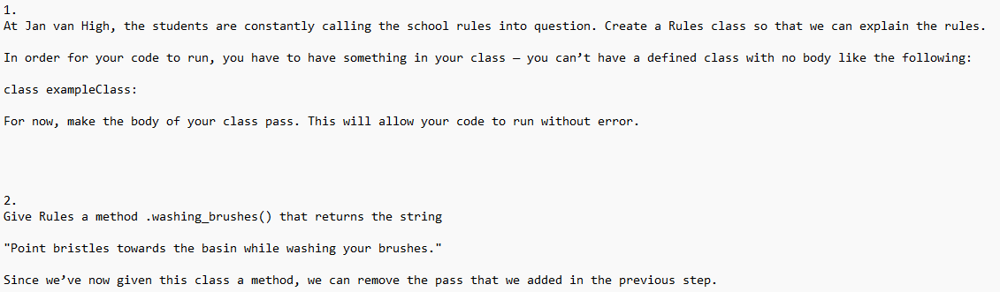 1.
At Jan van High, the students are constantly calling the school rules into question. Create a Rules class so that we can explain the rules.
In order for your code to run, you have to have something in your class — you can’t have a defined class with no body like the following:
class exampleClass:
For now, make the body of your class pass. This will allow your code to run without error.
2.
Give Rules a method .washing_brushes() that returns the string
"Point bristles towards the basin while washing your brushes."
Since we’ve now given this class a method, we can remove the pass that we added in the previous step.